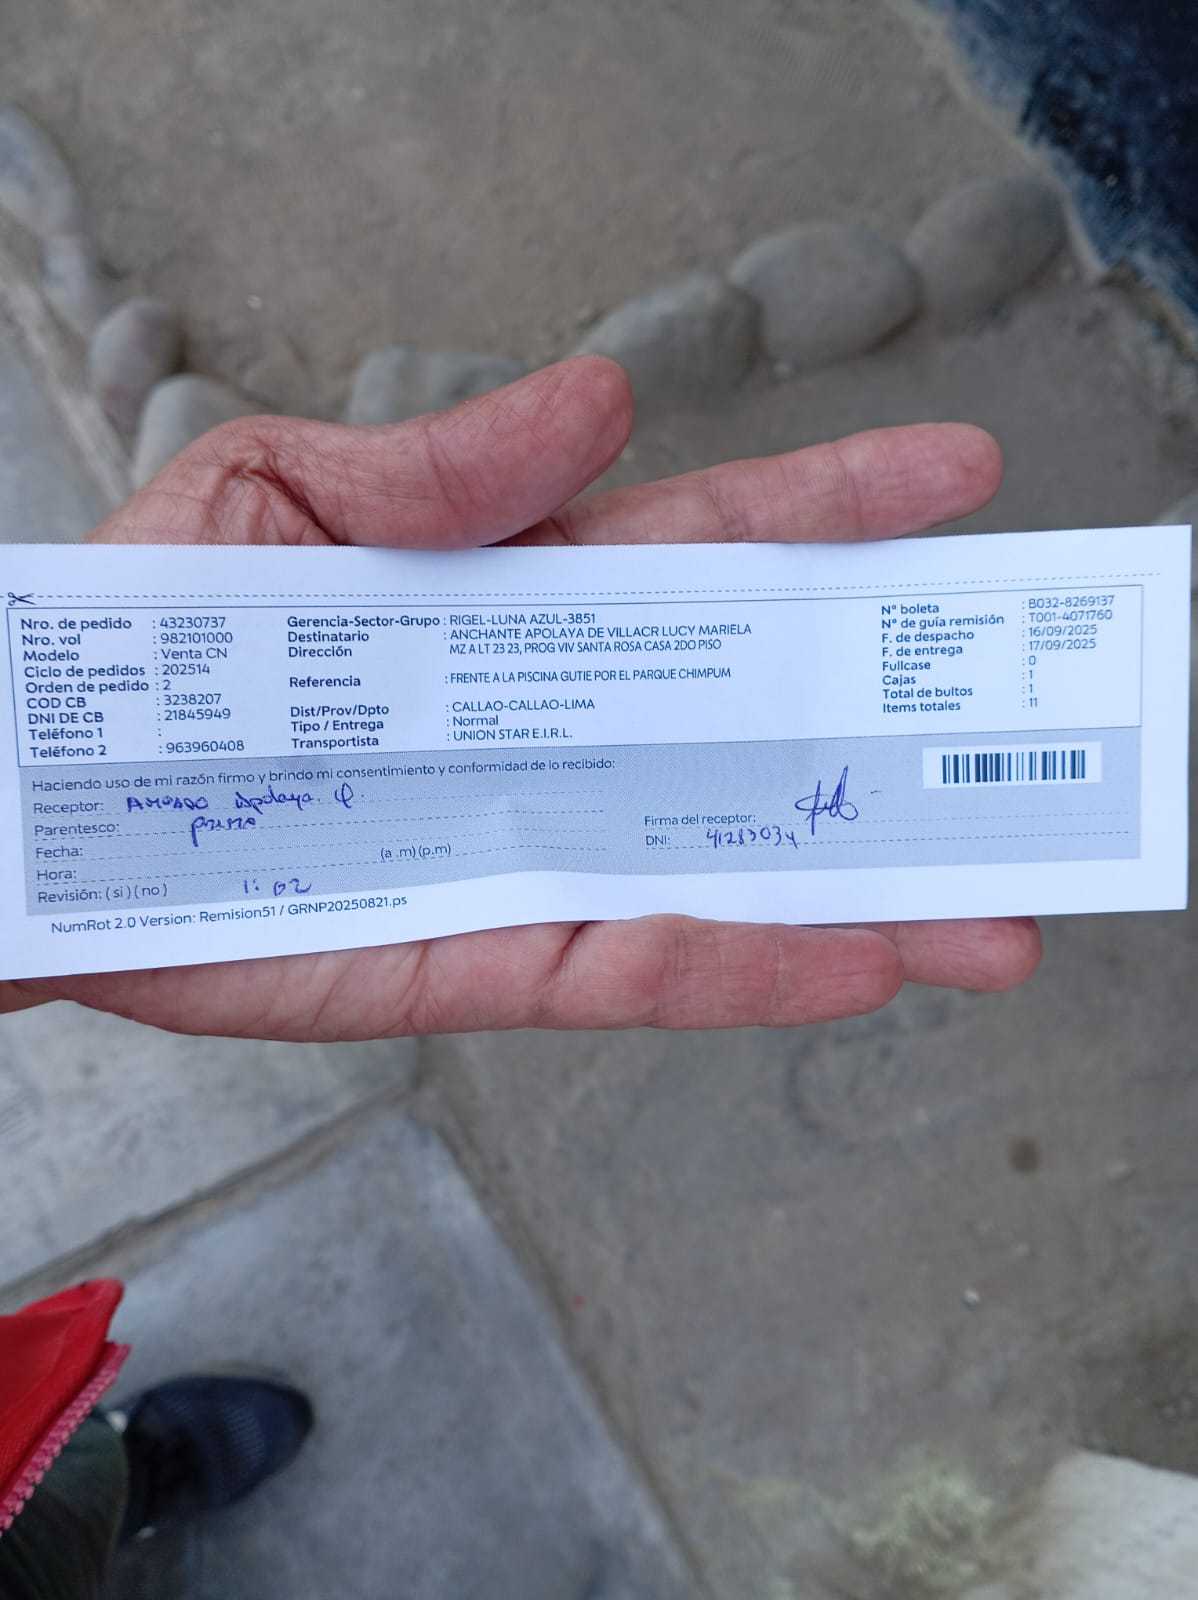 Nro. de pedido : 43230737
Nro. vol : 982101000
Modelo : Venta CN
Ciclo de pedidos : 202514
Orden de pedido : 2
COD CB : 3238207
DNI DE CB : 21845949
Teléfono 1 :
Teléfono 2 : 963960408
Gerencia-Sector-Grupo : RIGEL-LUNA AZUL-3851
Destinatario : ANCHANTE APOLAYA DE VILLACR LUCY MARIELA
Dirección MZ A LT 23 23, PROG VIV SANTA ROSA CASA 2DO PISO
Referencia : FRENTE A LA PISCINA GUTIE POR EL PARQUE CHIMPUM
Dist/Prov/Dpto : CALLAO-CALLAO-LIMA
Tipo / Entrega : Normal
Transportista : UNION STAR E.I.R.L.
N° boleta : B032-8269137
N° de guía remisión : T001-4071760
F. de despacho : 16/09/2025
F. de entrega : 17/09/2025
Fullcase : 0
Cajas : 1
Total de bultos : 1
Items totales : 11
Haciendo uso de mi razón firmo y brindo mi consentimiento y conformidad de lo recibido:
Receptor: Apolaya
Parentesco: primo
Fecha:
Hora: (a .m) (p.m)
Revisión: ( si ) ( no ) 1:02
Firma del receptor:
DNI: 41283034
NumRot 2.0 Version: Remision51 / GRNP20250821.ps